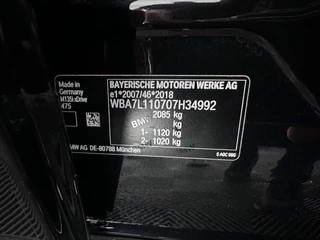 BAYERISCHE MOTOREN WERKE AG
e1*2007/46*2018
WBA7L110707H34992
Made in
Germany
M135i xDrive
475
2085 kg
BMW
kg
1- 1120 kg
2- 1020 kg
BMW AG DE-80788 München